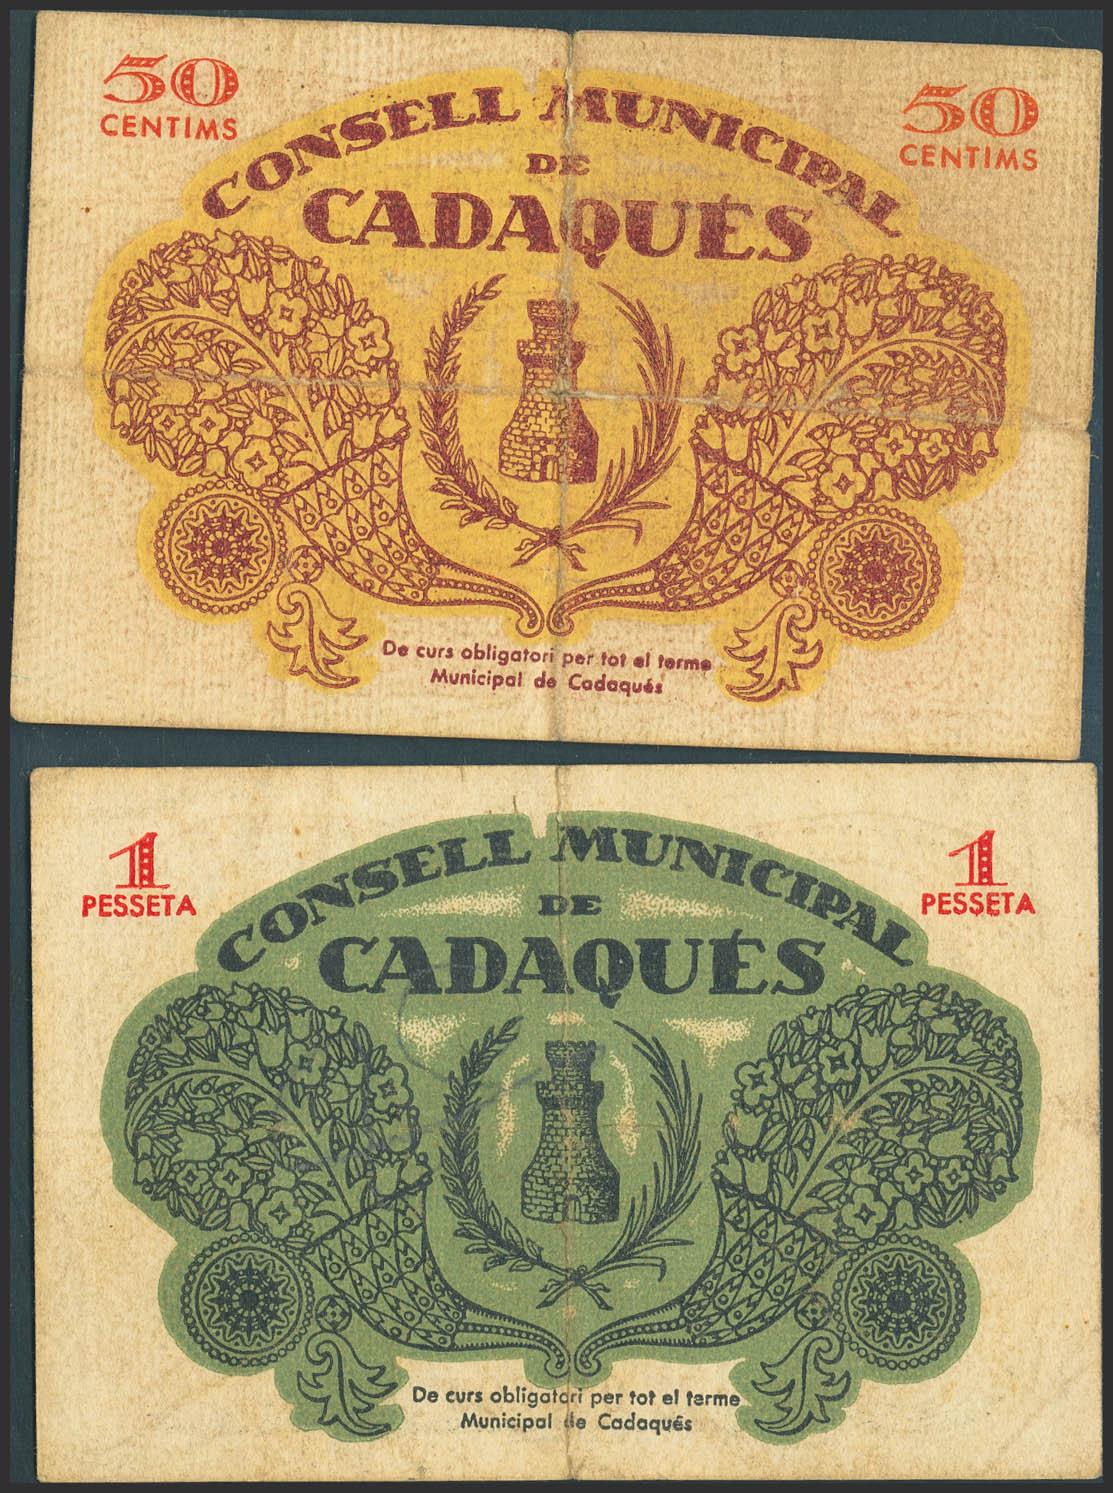 50
CENTIMS
50
CENTIMS
CONSELL MUNICIPAL
DE
CADAQUÉS
De curs obligatori per tot el terme
Municipal de Cadaqués
1
PESSETA
1
PESSETA
CONSELL MUNICIPAL
DE
CADAQUÉS
De curs obligatori per tot el terme
Municipal de Cadaqués